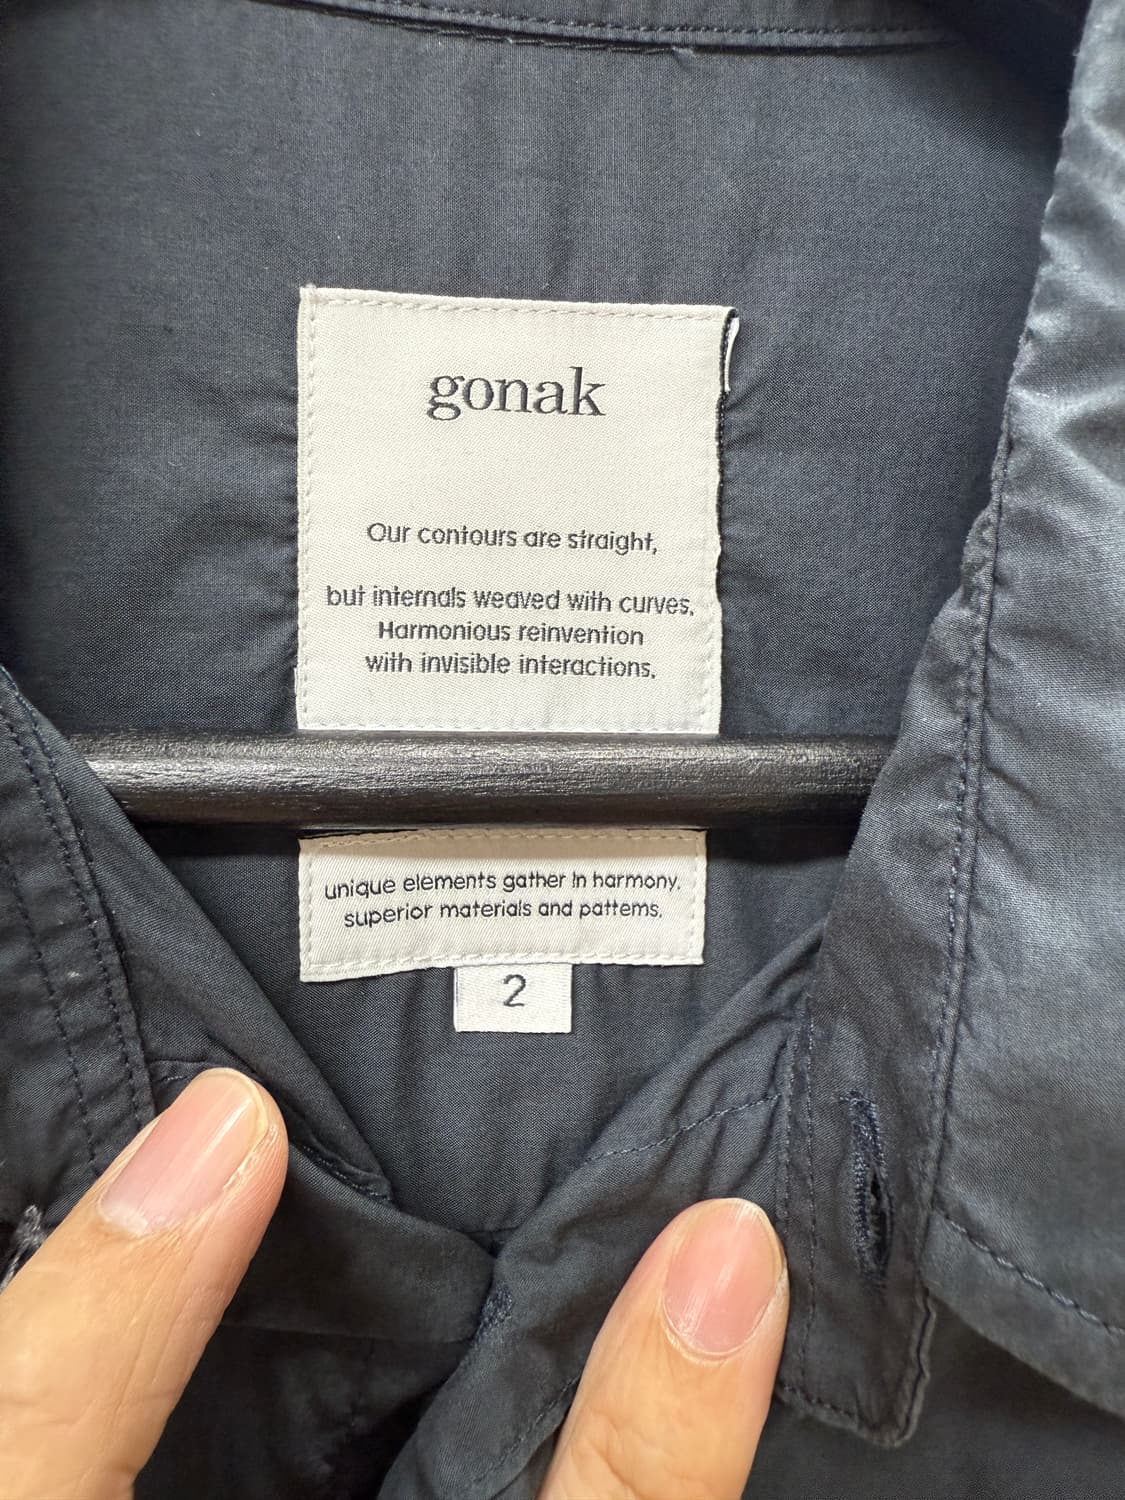 gonak
Our contours are straight,
but internals weaved with curves.
Harmonious reinvention
with invisible interactions.
unique elements gather in harmony.
superior materials and patterns.
2